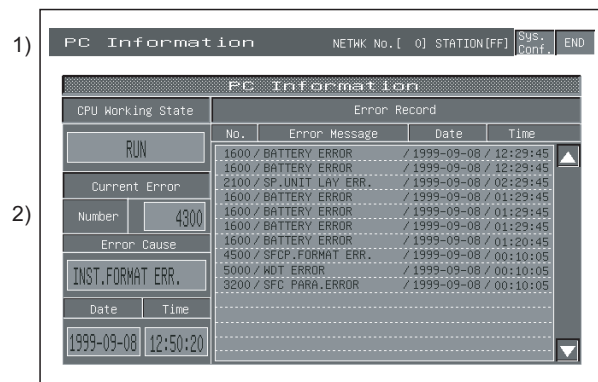 1)
PC Information NETWK No.[ 0] STATION[FF] Sys. Conf. END
2)
PC Information
CPU Working State
RUN
Current Error
Number 4300
Error Cause
INST.FORMAT ERR.
Date Time
1999-09-08 12:50:20
Error Record
No. Error Message Date Time
1600/ BATTERY ERROR / 1999-09-08 / 12:29:45
1600/ BATTERY ERROR / 1999-09-08 / 12:29:45
2100/ SP.UNIT LAY ERR. / 1999-09-08 / 02:29:45
1600/ BATTERY ERROR / 1999-09-08 / 01:29:45
1600/ BATTERY ERROR / 1999-09-08 / 01:29:45
1600/ BATTERY ERROR / 1999-09-08 / 01:29:45
1600/ BATTERY ERROR / 1999-09-08 / 01:20:45
4500/ SFCP.FORMAT ERR. / 1999-09-08 / 00:10:05
5000/ WDT ERROR / 1999-09-08 / 00:10:05
3200/ SFC PARA.ERROR / 1999-09-08 / 00:10:05